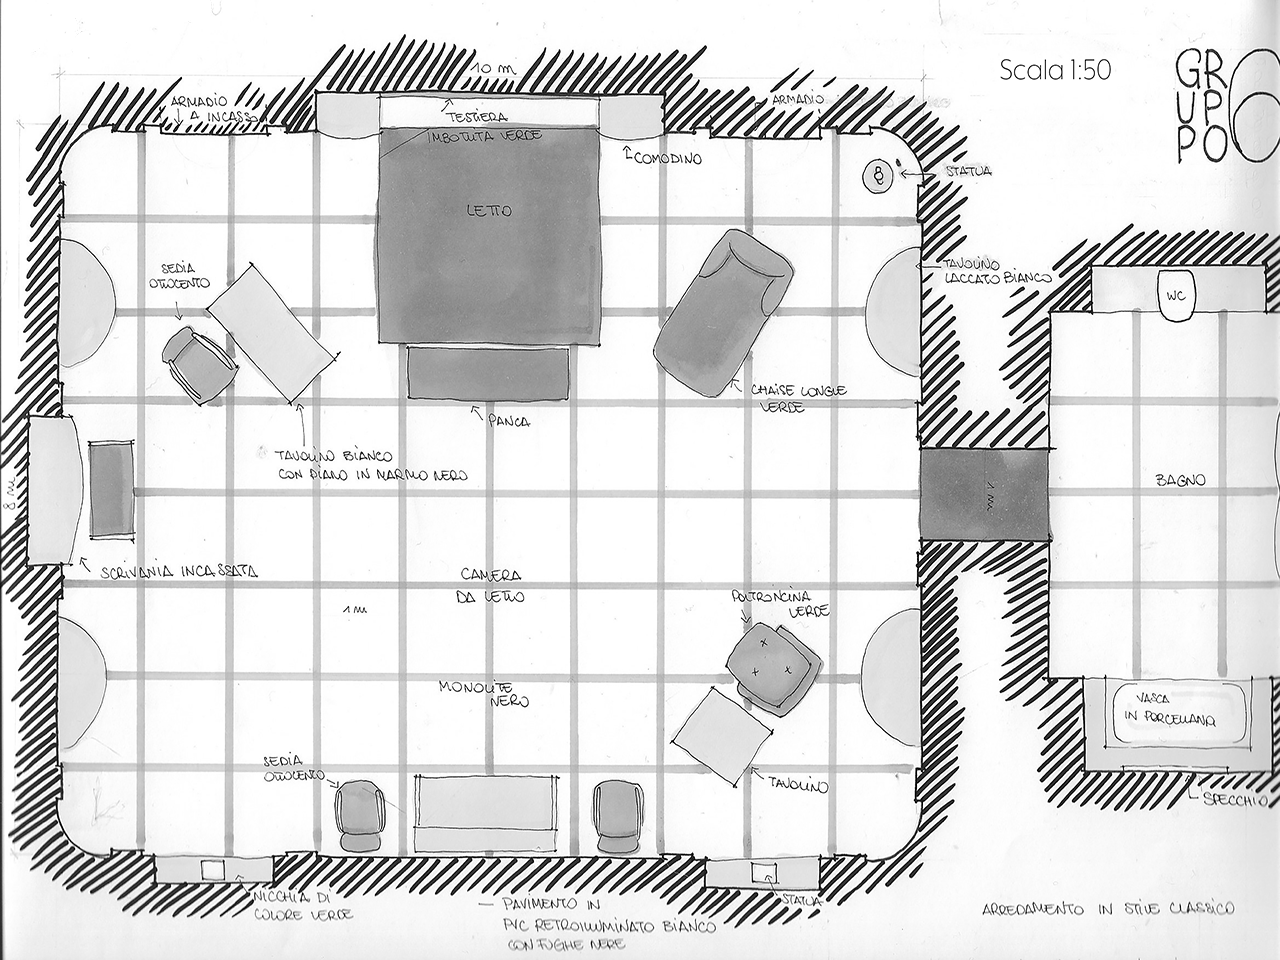 10 m
Scala 1:50
GR
UP
PO
6
ARMADIO
A INCASSO
TESTIERA
IMBOTTITA VERDE
ARMADIO
COMODINO
STATUA
LETTO
SEDIA
OTTOCENTO
TAVOLINO
LACCATO BIANCO
WC
CHAISE LONGUE
VERDE
PANCA
TAVOLINO BIANCO
CON PIANO IN MARMO NERO
8 m
1 m
BAGNO
SCRIVANIA INCASSATA
CAMERA
DA LETTO
1 m
POLTRONCINA
VERDE
MONOLITE
NERO
VASCA
IN PORCELLANA
SEDIA
OTTOCENTO
TAVOLINO
SPECCHIO
NICCHIA DI
COLORE VERDE
STATUA
— PAVIMENTO IN
PVC RETROILLUMINATO BIANCO
CON FUGHE NERE
ARREDAMENTO IN STILE CLASSICO